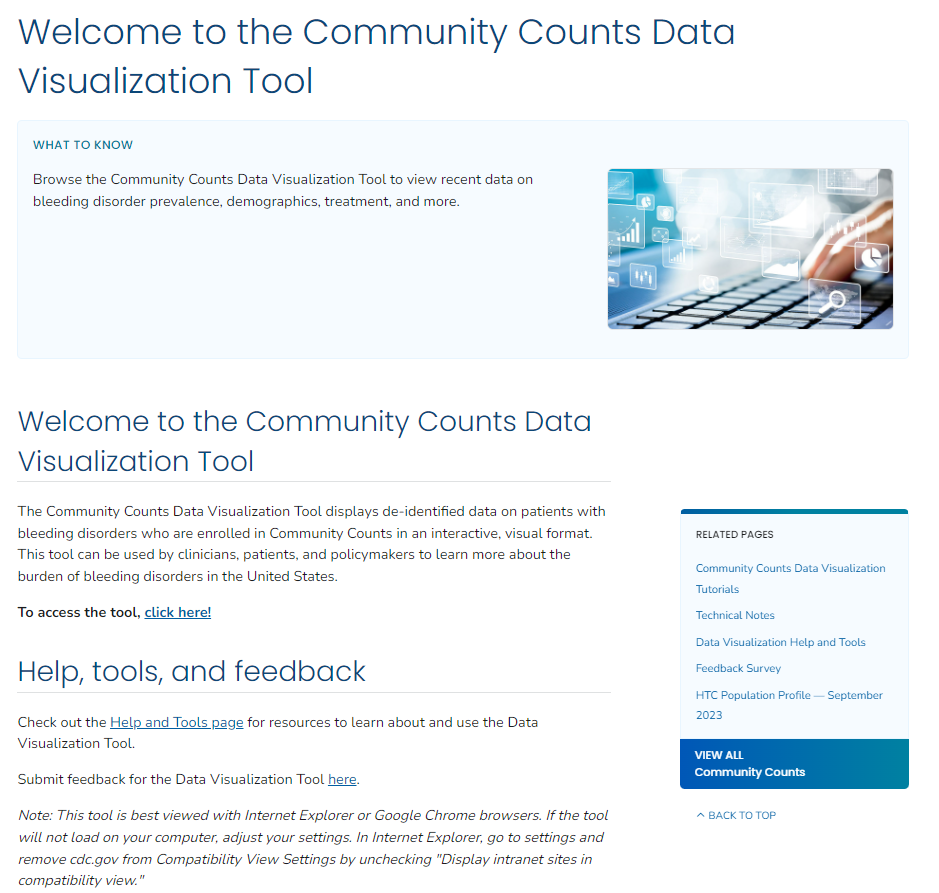 Welcome to the Community Counts Data
Visualization Tool
WHAT TO KNOW
Browse the Community Counts Data Visualization Tool to view recent data on
bleeding disorder prevalence, demographics, treatment, and more.
Welcome to the Community Counts Data
Visualization Tool
The Community Counts Data Visualization Tool displays de-identified data on patients with
bleeding disorders who are enrolled in Community Counts in an interactive, visual format.
This tool can be used by clinicians, patients, and policymakers to learn more about the
burden of bleeding disorders in the United States.
To access the tool, click here!
Help, tools, and feedback
Check out the Help and Tools page for resources to learn about and use the Data
Visualization Tool.
Submit feedback for the Data Visualization Tool here.
Note: This tool is best viewed with Internet Explorer or Google Chrome browsers. If the tool
will not load on your computer, adjust your settings. In Internet Explorer, go to settings and
remove cdc.gov from Compatibility View Settings by unchecking "Display intranet sites in
compatibility view."
RELATED PAGES
Community Counts Data Visualization
Tutorials
Technical Notes
Data Visualization Help and Tools
Feedback Survey
HTC Population Profile — September
2023
VIEW ALL
Community Counts
BACK TO TOP